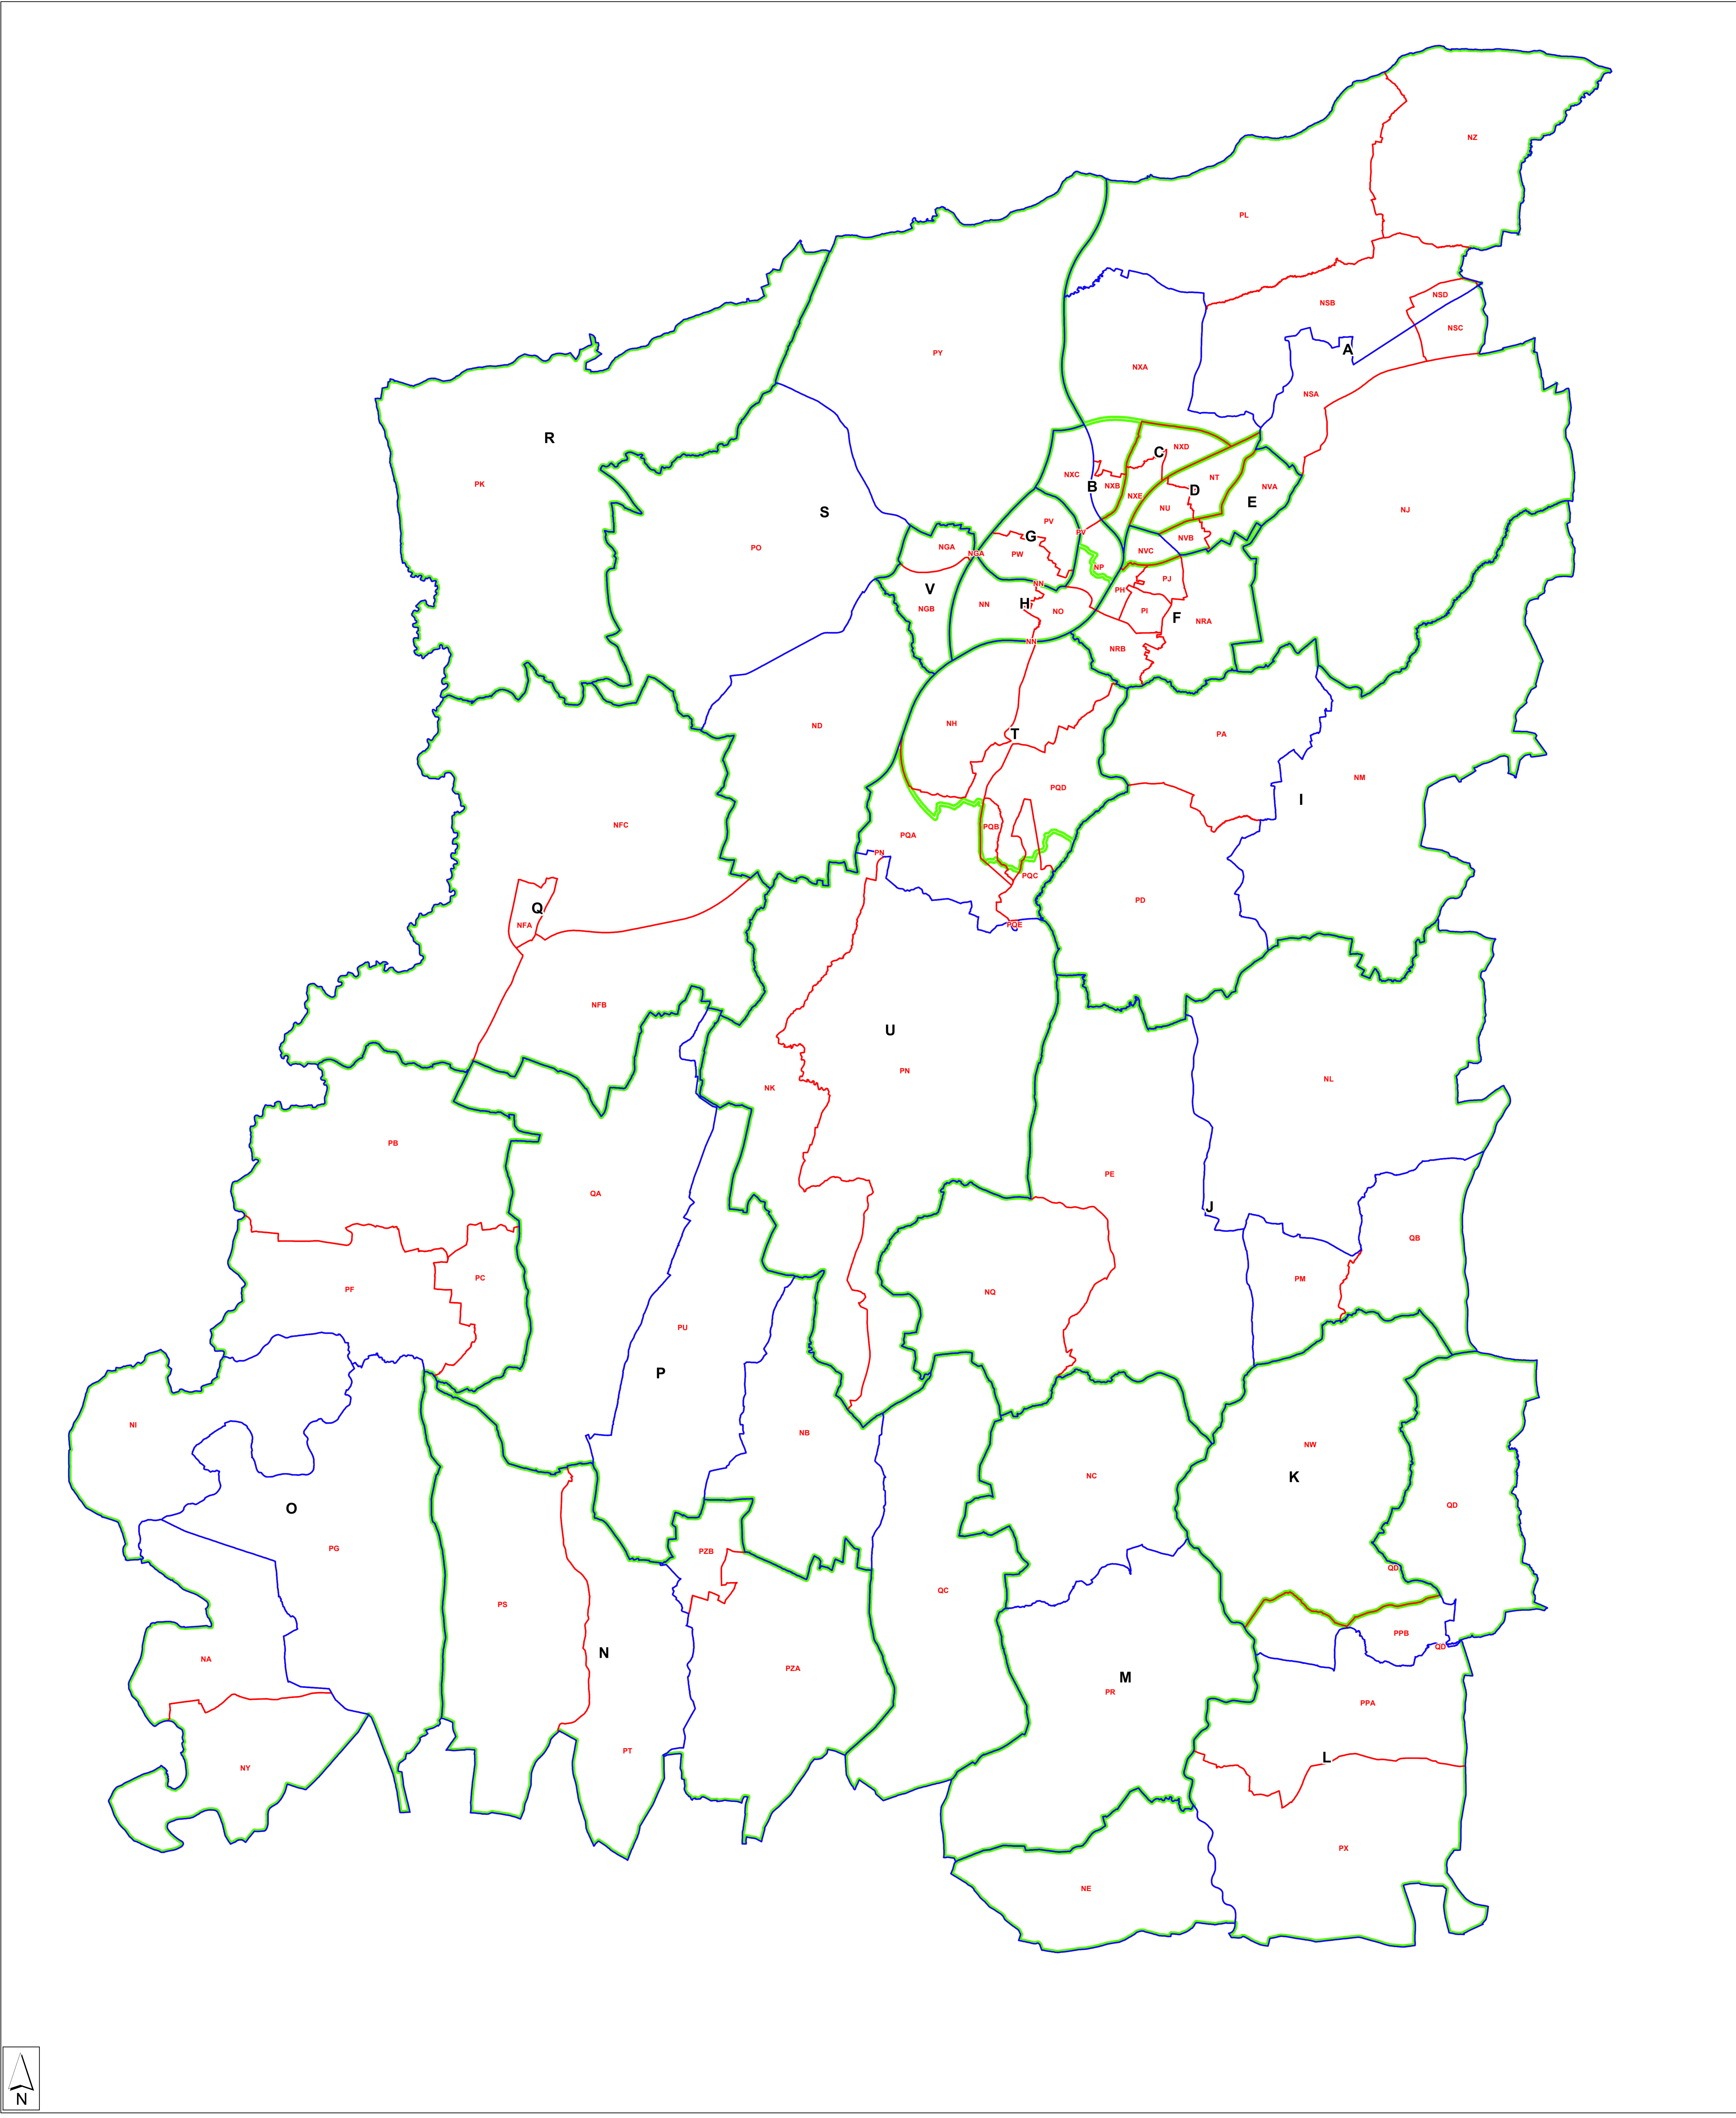 NZ
PL
NSD
NSB
NSC
A
PY
NXA
NSA
R
NXD
C
NXC
NT
PK
NXB
B
NVA
D
NXE
E
NU
NJ
S
PV
PV
G
NVB
PO
NGA
NGA
PW
NVC
NP
PJ
NN
V
PH
NN
H
NGB
NO
PI
F
NRA
NN
NRB
NH
ND
T
PA
NM
PQD
I
NFC
PQB
PQA
PN
PQC
PD
Q
NFA
PQE
NFB
U
PN
NL
NK
PB
PE
QA
J
QB
PC
PM
PF
NQ
PU
P
NI
NB
NW
NC
K
O
QD
PG
PZB
QD
QC
PS
PPB
QD
N
NA
PZA
M
PR
PPA
PT
L
NY
PX
NE
N